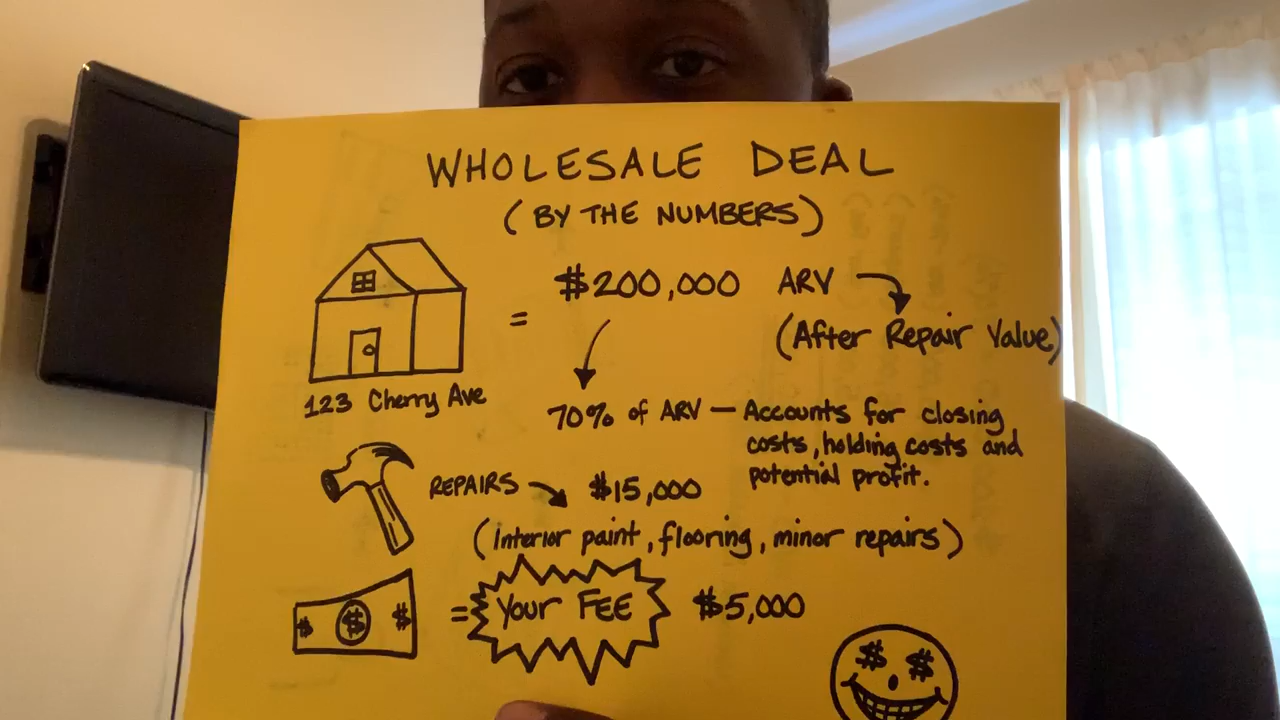 WHOLESALE DEAL
(BY THE NUMBERS)
= $200,000 ARV
(After Repair Value)
123 Cherry Ave
70% of ARV — Accounts for closing
costs, holding costs and
potential profit.
REPAIRS $15,000
(Interior paint, flooring, minor repairs)
$ $ $ = Your FEE $5,000
$ $